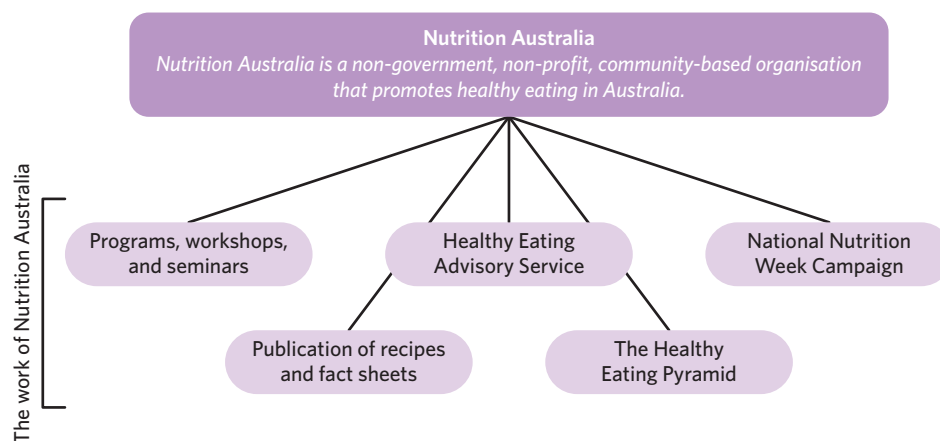 Nutrition Australia
Nutrition Australia is a non-government, non-profit, community-based organisation
that promotes healthy eating in Australia.
The work of Nutrition Australia
Programs, workshops,
and seminars
Healthy Eating
Advisory Service
National Nutrition
Week Campaign
Publication of recipes
and fact sheets
The Healthy
Eating Pyramid